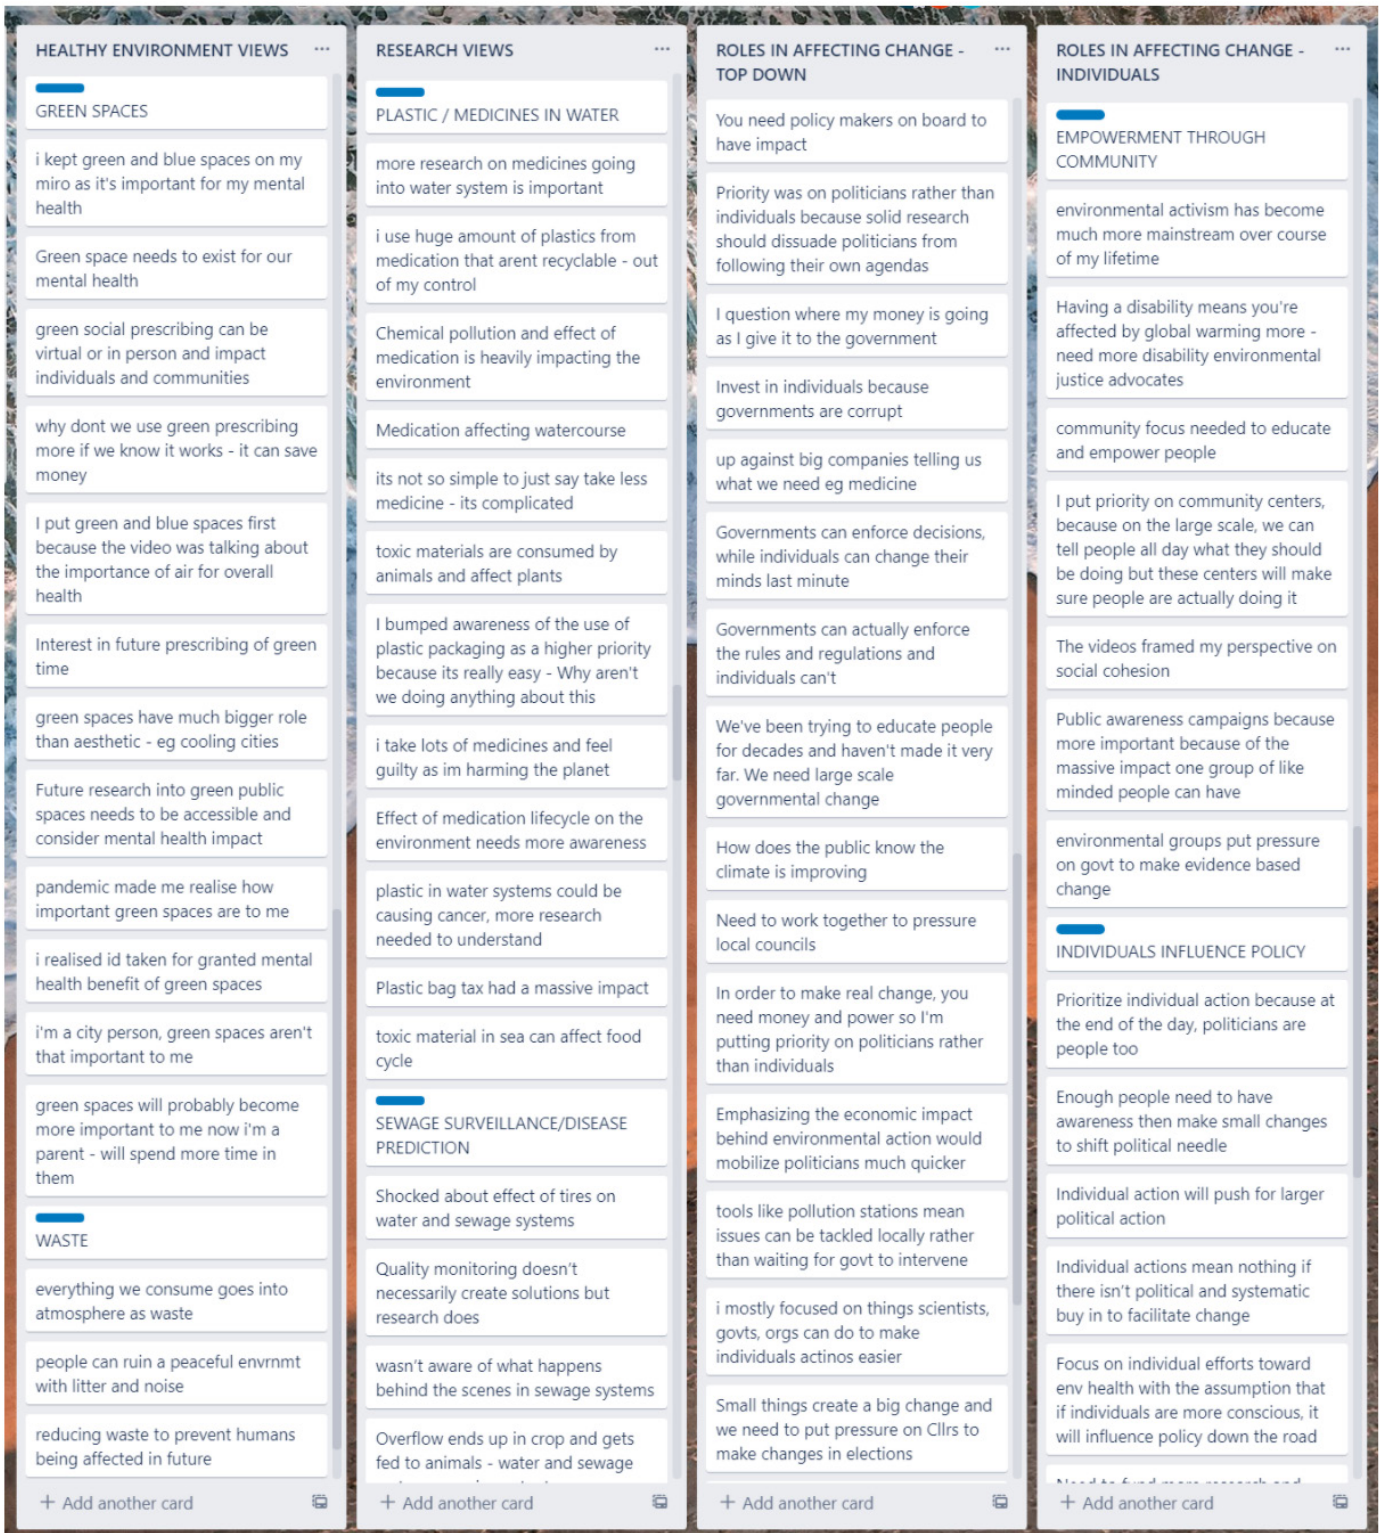 HEALTHY ENVIRONMENT VIEWS ...
GREEN SPACES
i kept green and blue spaces on my
miro as it's important for my mental
health
Green space needs to exist for our
mental health
green social prescribing can be
virtual or in person and impact
individuals and communities
why dont we use green prescribing
more if we know it works - it can save
money
I put green and blue spaces first
because the video was talking about
the importance of air for overall
health
Interest in future prescribing of green
time
green spaces have much bigger role
than aesthetic - eg cooling cities
Future research into green public
spaces needs to be accessible and
consider mental health impact
pandemic made me realise how
important green spaces are to me
i realised id taken for granted mental
health benefit of green spaces
i'm a city person, green spaces aren't
that important to me
green spaces will probably become
more important to me now i'm a
parent - will spend more time in
them
WASTE
everything we consume goes into
atmosphere as waste
people can ruin a peaceful envrnmt
with litter and noise
reducing waste to prevent humans
being affected in future
+ Add another card
RESEARCH VIEWS ...
PLASTIC / MEDICINES IN WATER
more research on medicines going
into water system is important
i use huge amount of plastics from
medication that arent recyclable - out
of my control
Chemical pollution and effect of
medication is heavily impacting the
environment
Medication affecting watercourse
its not so simple to just say take less
medicine - its complicated
toxic materials are consumed by
animals and affect plants
I bumped awareness of the use of
plastic packaging as a higher priority
because its really easy - Why aren't
we doing anything about this
i take lots of medicines and feel
guilty as im harming the planet
Effect of medication lifecycle on the
environment needs more awareness
plastic in water systems could be
causing cancer, more research
needed to understand
Plastic bag tax had a massive impact
toxic material in sea can affect food
cycle
SEWAGE SURVEILLANCE/DISEASE
PREDICTION
Shocked about effect of tires on
water and sewage systems
Quality monitoring doesn't
necessarily create solutions but
research does
wasn't aware of what happens
behind the scenes in sewage systems
Overflow ends up in crop and gets
fed to animals - water and sewage
+ Add another card
ROLES IN AFFECTING CHANGE - ...
TOP DOWN
You need policy makers on board to
have impact
Priority was on politicians rather than
individuals because solid research
should dissuade politicians from
following their own agendas
I question where my money is going
as I give it to the government
Invest in individuals because
governments are corrupt
up against big companies telling us
what we need eg medicine
Governments can enforce decisions,
while individuals can change their
minds last minute
Governments can actually enforce
the rules and regulations and
individuals can't
We've been trying to educate people
for decades and haven't made it very
far. We need large scale
governmental change
How does the public know the
climate is improving
Need to work together to pressure
local councils
In order to make real change, you
need money and power so I'm
putting priority on politicians rather
than individuals
Emphasizing the economic impact
behind environmental action would
mobilize politicians much quicker
tools like pollution stations mean
issues can be tackled locally rather
than waiting for govt to intervene
i mostly focused on things scientists,
govts, orgs can do to make
individuals actinos easier
Small things create a big change and
we need to put pressure on Cllrs to
make changes in elections
+ Add another card
ROLES IN AFFECTING CHANGE - ...
INDIVIDUALS
EMPOWERMENT THROUGH
COMMUNITY
environmental activism has become
much more mainstream over course
of my lifetime
Having a disability means you're
affected by global warming more -
need more disability environmental
justice advocates
community focus needed to educate
and empower people
I put priority on community centers,
because on the large scale, we can
tell people all day what they should
be doing but these centers will make
sure people are actually doing it
The videos framed my perspective on
social cohesion
Public awareness campaigns because
more important because of the
massive impact one group of like
minded people can have
environmental groups put pressure
on govt to make evidence based
change
INDIVIDUALS INFLUENCE POLICY
Prioritize individual action because at
the end of the day, politicians are
people too
Enough people need to have
awareness then make small changes
to shift political needle
Individual action will push for larger
political action
Individual actions mean nothing if
there isn't political and systematic
buy in to facilitate change
Focus on individual efforts toward
env health with the assumption that
if individuals are more conscious, it
will influence policy down the road
Need to fund more research and
+ Add another card